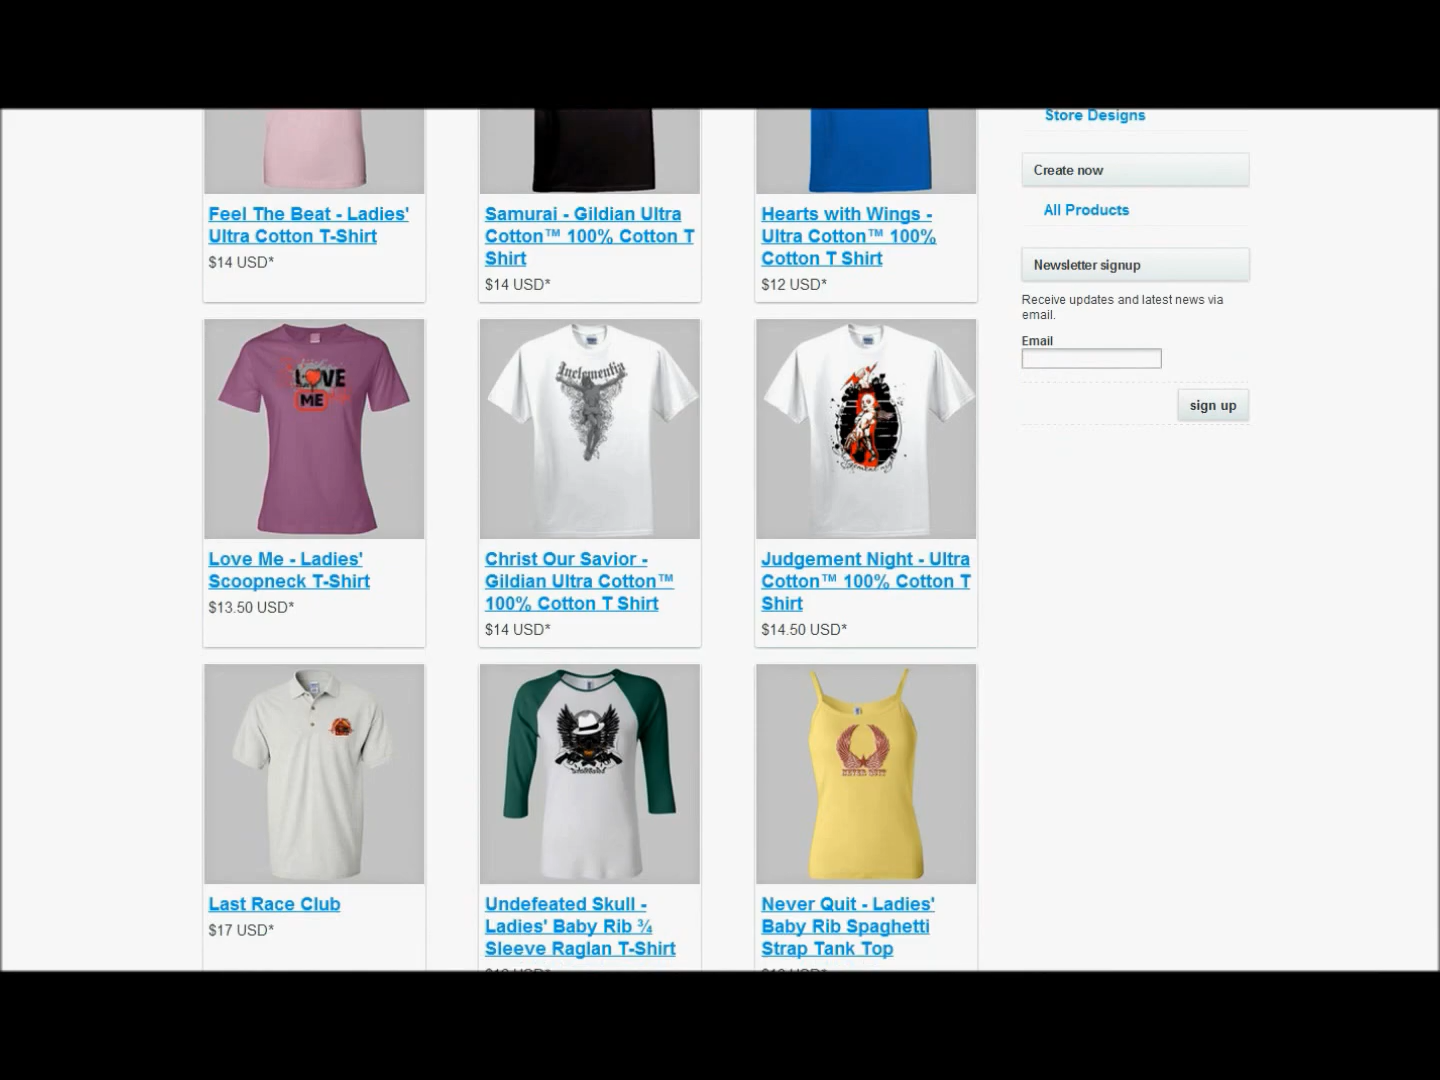 Store Designs
Create now
All Products
Newsletter signup
Receive updates and latest news via
email.
Email
sign up
Feel The Beat - Ladies'
Ultra Cotton T-Shirt
$14 USD*
Samurai - Gildian Ultra
Cotton™ 100% Cotton T
Shirt
$14 USD*
Hearts with Wings -
Ultra Cotton™ 100%
Cotton T Shirt
$12 USD*
LOVE
ME
Love Me - Ladies'
Scoopneck T-Shirt
$13.50 USD*
Inclementia
Christ Our Savior -
Gildian Ultra Cotton™
100% Cotton T Shirt
$14 USD*
Judgement Night - Ultra
Cotton™ 100% Cotton T
Shirt
$14.50 USD*
Last Race Club
$17 USD*
Undefeated Skull -
Ladies' Baby Rib ¾
Sleeve Raglan T-Shirt
NEVER QUIT
Never Quit - Ladies'
Baby Rib Spaghetti
Strap Tank Top